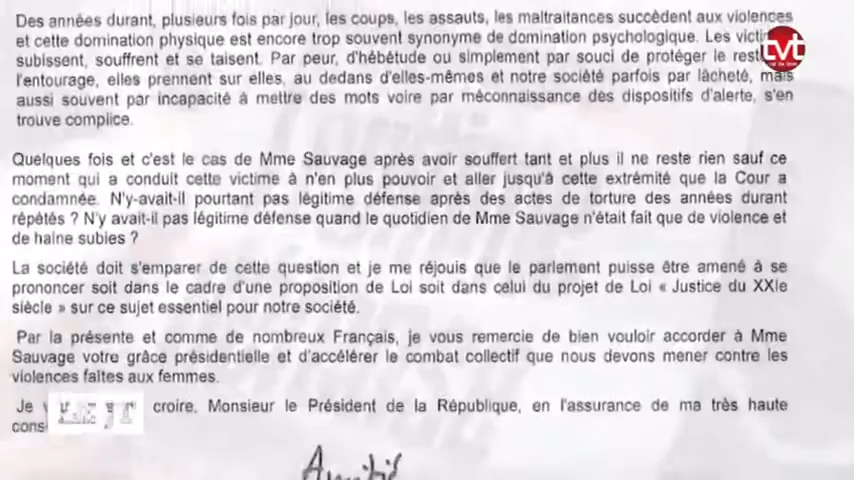 Des années durant, plusieurs fois par jour, les coups, les assauts, les maltraitances succèdent aux violences
et cette domination physique est encore trop souvent synonyme de domination psychologique. Les
subissent, souffrent et se taisent. Par peur, d'hébétude ou simplement par souci de protéger le
l'entourage, elles prennent sur elles, au dedans d'elles-mêmes et notre société parfois par lâcheté, mais
aussi souvent par incapacité à mettre des mots voire par méconnaissance des dispositifs d'alerte, s'en
trouve complice.
Quelques fois et c'est le cas de Mme Sauvage après avoir souffert tant et plus il ne reste rien sauf ce
moment qui a conduit cette victime à n'en plus pouvoir et aller jusqu'à cette extrémité que la Cour a
condamnée. N'y-avait-il pourtant pas légitime défense après des actes de torture des années durant
répétés ? N'y avait-il pas légitime défense quand le quotidien de Mme Sauvage n'était fait que de violence et
de haine subies ?
La société doit s'emparer de cette question et je me réjouis que le parlement puisse être amené à se
prononcer soit dans le cadre d'une proposition de Loi soit dans celui du projet de Loi « Justice du XXIe
siècle » sur ce sujet essentiel pour notre société.
Par la présente et comme de nombreux Français, je vous remercie de bien vouloir accorder à Mme
Sauvage votre grâce présidentielle et d'accélérer le combat collectif que nous devons mener contre les
violences faites aux femmes.
Je croire, Monsieur le Président de la République, en l'assurance de ma très haute
tvt